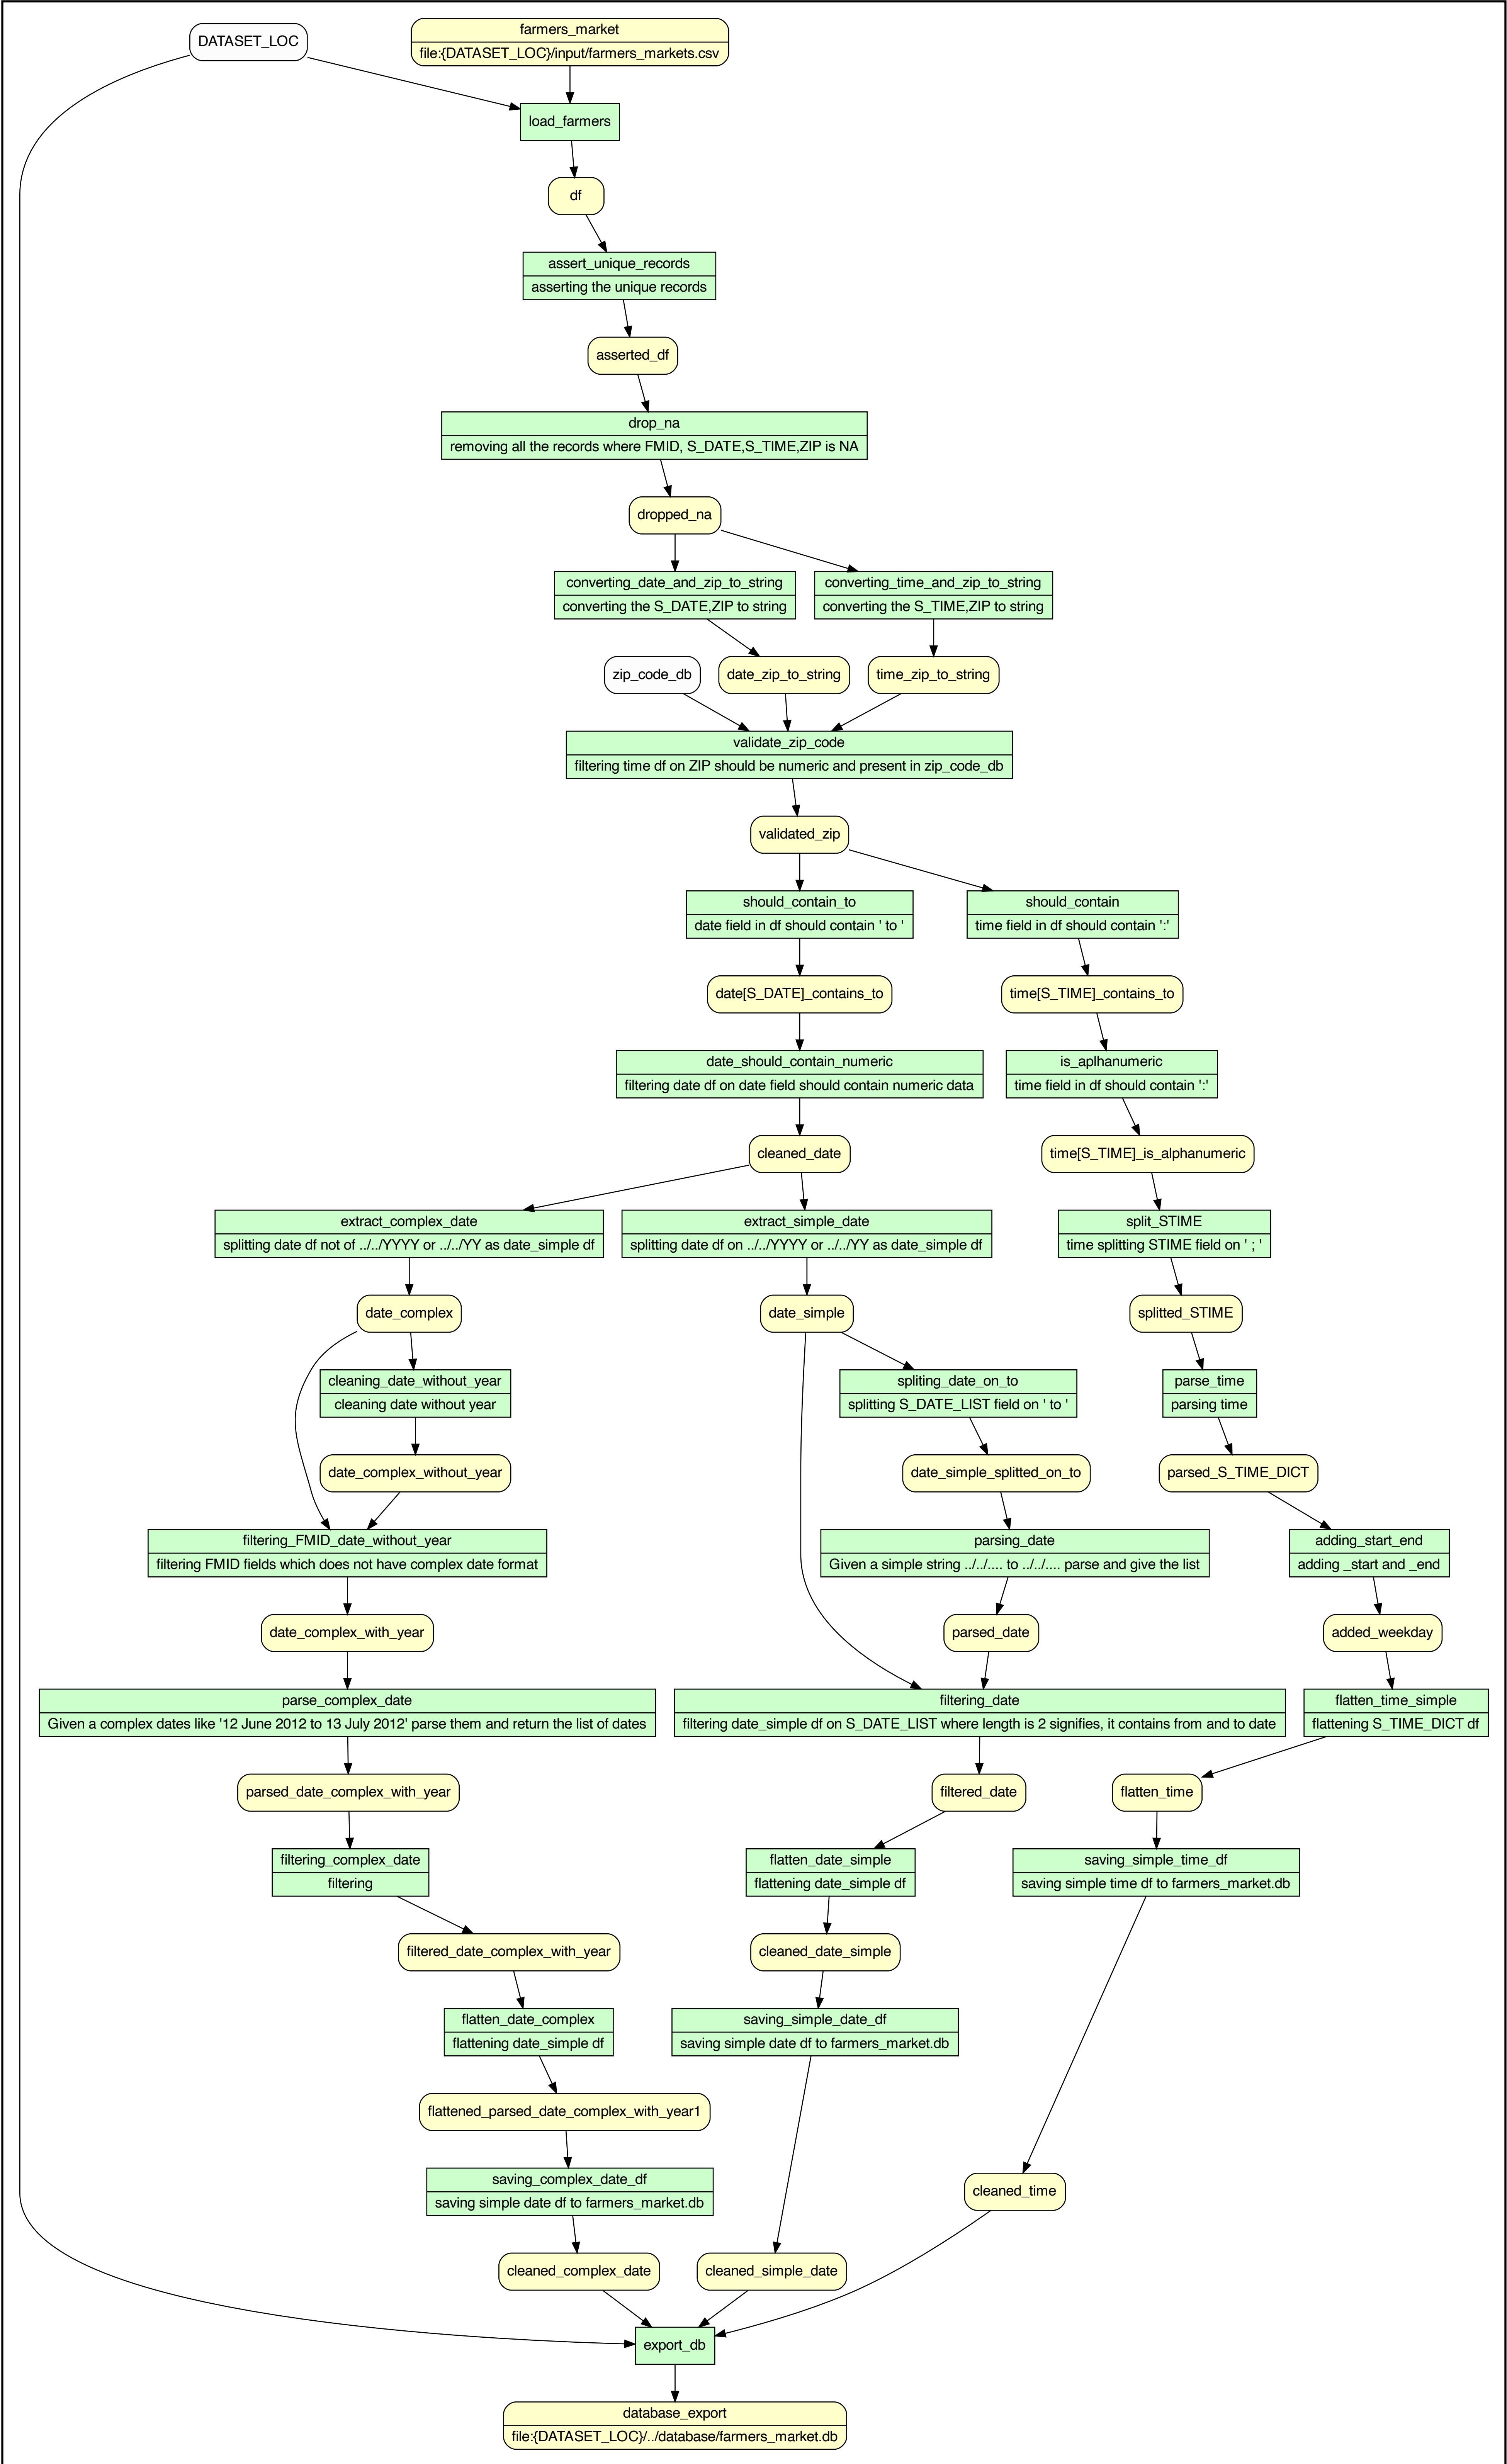 DATASET_LOC
farmers_market
file:{DATASET_LOC}/input/farmers_markets.csv
load_farmers
df
assert_unique_records
asserting the unique records
asserted_df
drop_na
removing all the records where FMID, S_DATE,S_TIME,ZIP is NA
dropped_na
converting_date_and_zip_to_string
converting the S_DATE,ZIP to string
converting_time_and_zip_to_string
converting the S_TIME,ZIP to string
zip_code_db
date_zip_to_string
time_zip_to_string
validate_zip_code
filtering time df on ZIP should be numeric and present in zip_code_db
validated_zip
should_contain_to
date field in df should contain ' to '
should_contain
time field in df should contain ':'
date[S_DATE]_contains_to
time[S_TIME]_contains_to
date_should_contain_numeric
filtering date df on date field should contain numeric data
is_aplhanumeric
time field in df should contain ':'
cleaned_date
time[S_TIME]_is_alphanumeric
extract_complex_date
splitting date df not of ../../YYYY or ../../YY as date_simple df
extract_simple_date
splitting date df on ../../YYYY or ../../YY as date_simple df
split_STIME
time splitting STIME field on ' ; '
date_complex
date_simple
splitted_STIME
cleaning_date_without_year
cleaning date without year
spliting_date_on_to
splitting S_DATE_LIST field on ' to '
parse_time
parsing time
date_complex_without_year
date_simple_splitted_on_to
parsed_S_TIME_DICT
filtering_FMID_date_without_year
filtering FMID fields which does not have complex date format
parsing_date
Given a simple string ../../.... to ../../.... parse and give the list
adding_start_end
adding _start and _end
date_complex_with_year
parsed_date
added_weekday
parse_complex_date
Given a complex dates like '12 June 2012 to 13 July 2012' parse them and return the list of dates
filtering_date
filtering date_simple df on S_DATE_LIST where length is 2 signifies, it contains from and to date
flatten_time_simple
flattening S_TIME_DICT df
parsed_date_complex_with_year
filtered_date
flatten_time
filtering_complex_date
filtering
flatten_date_simple
flattening date_simple df
saving_simple_time_df
saving simple time df to farmers_market.db
filtered_date_complex_with_year
cleaned_date_simple
flatten_date_complex
flattening date_simple df
saving_simple_date_df
saving simple date df to farmers_market.db
flattened_parsed_date_complex_with_year1
saving_complex_date_df
saving simple date df to farmers_market.db
cleaned_time
cleaned_complex_date
cleaned_simple_date
export_db
database_export
file:{DATASET_LOC}/../database/farmers_market.db